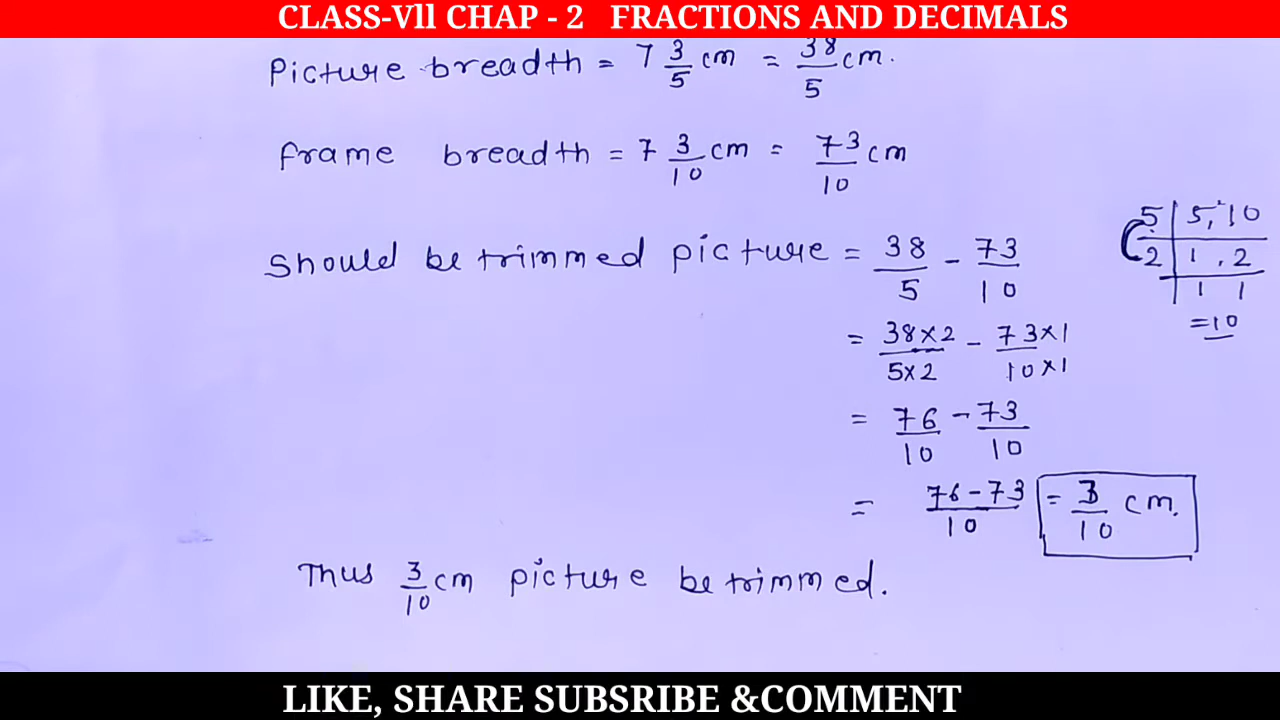 CLASS-Vll CHAP - 2 FRACTIONS AND DECIMALS
Picture breadth = 7 3/5 cm = 38/5 cm.
frame breadth = 7 3/10 cm = 73/10 cm
Should be trimmed picture = 38/5 - 73/10
= 38×2/5×2 - 73×1/10×1
= 76/10 - 73/10
= 76-73/10 = 3/10 cm.
Thus 3/10 cm picture be trimmed.
5 | 5, 10
2 | 1, 2
| 1 1
=10
LIKE, SHARE SUBSRIBE &COMMENT